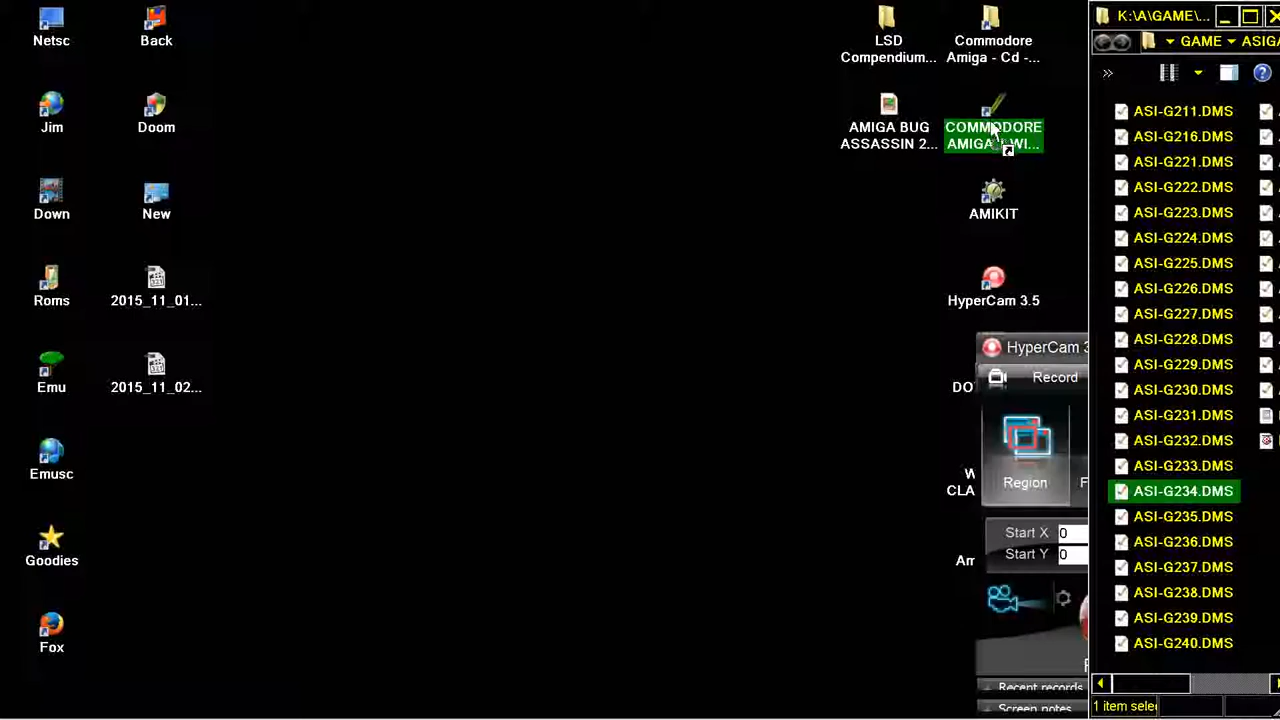 Netsc
Back
LSD
Compendium...
Commodore
Amiga - Cd -...
Jim
Doom
AMIGA BUG
ASSASSIN 2...
COMMODORE
AMIGA WI...
Down
New
AMIKIT
Roms
2015_11_01...
HyperCam 3.5
Emu
2015_11_02...
DO
Emusc
W
CLA
Goodies
Am
Fox
HyperCam 3
Record
Region
F
Start X 0
Start Y 0
Recent records
Screen notes
K:\A\GAME\...
GAME ASIGA
»
ASI-G211.DMS
ASI-G216.DMS
ASI-G221.DMS
ASI-G222.DMS
ASI-G223.DMS
ASI-G224.DMS
ASI-G225.DMS
ASI-G226.DMS
ASI-G227.DMS
ASI-G228.DMS
ASI-G229.DMS
ASI-G230.DMS
ASI-G231.DMS
ASI-G232.DMS
ASI-G233.DMS
ASI-G234.DMS
ASI-G235.DMS
ASI-G236.DMS
ASI-G237.DMS
ASI-G238.DMS
ASI-G239.DMS
ASI-G240.DMS
1 item sele